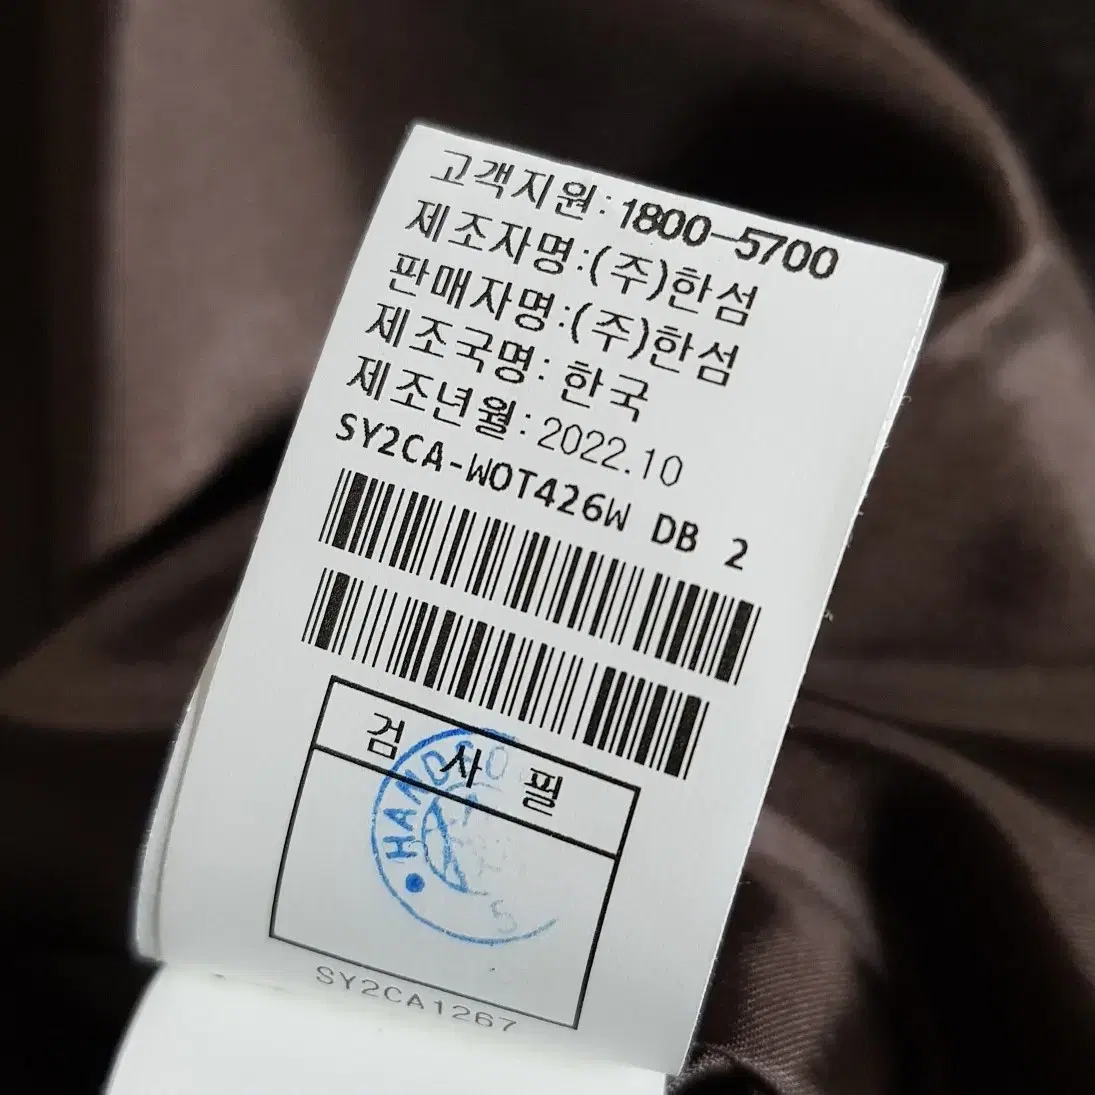 고객지원:1800-5700
제조자명:(주)한섬
판매자명:(주)한섬
제조국명: 한국
제조년월:2022.10
SY2CA-WOT426W DB 2
검 사 필
SY2CA1267